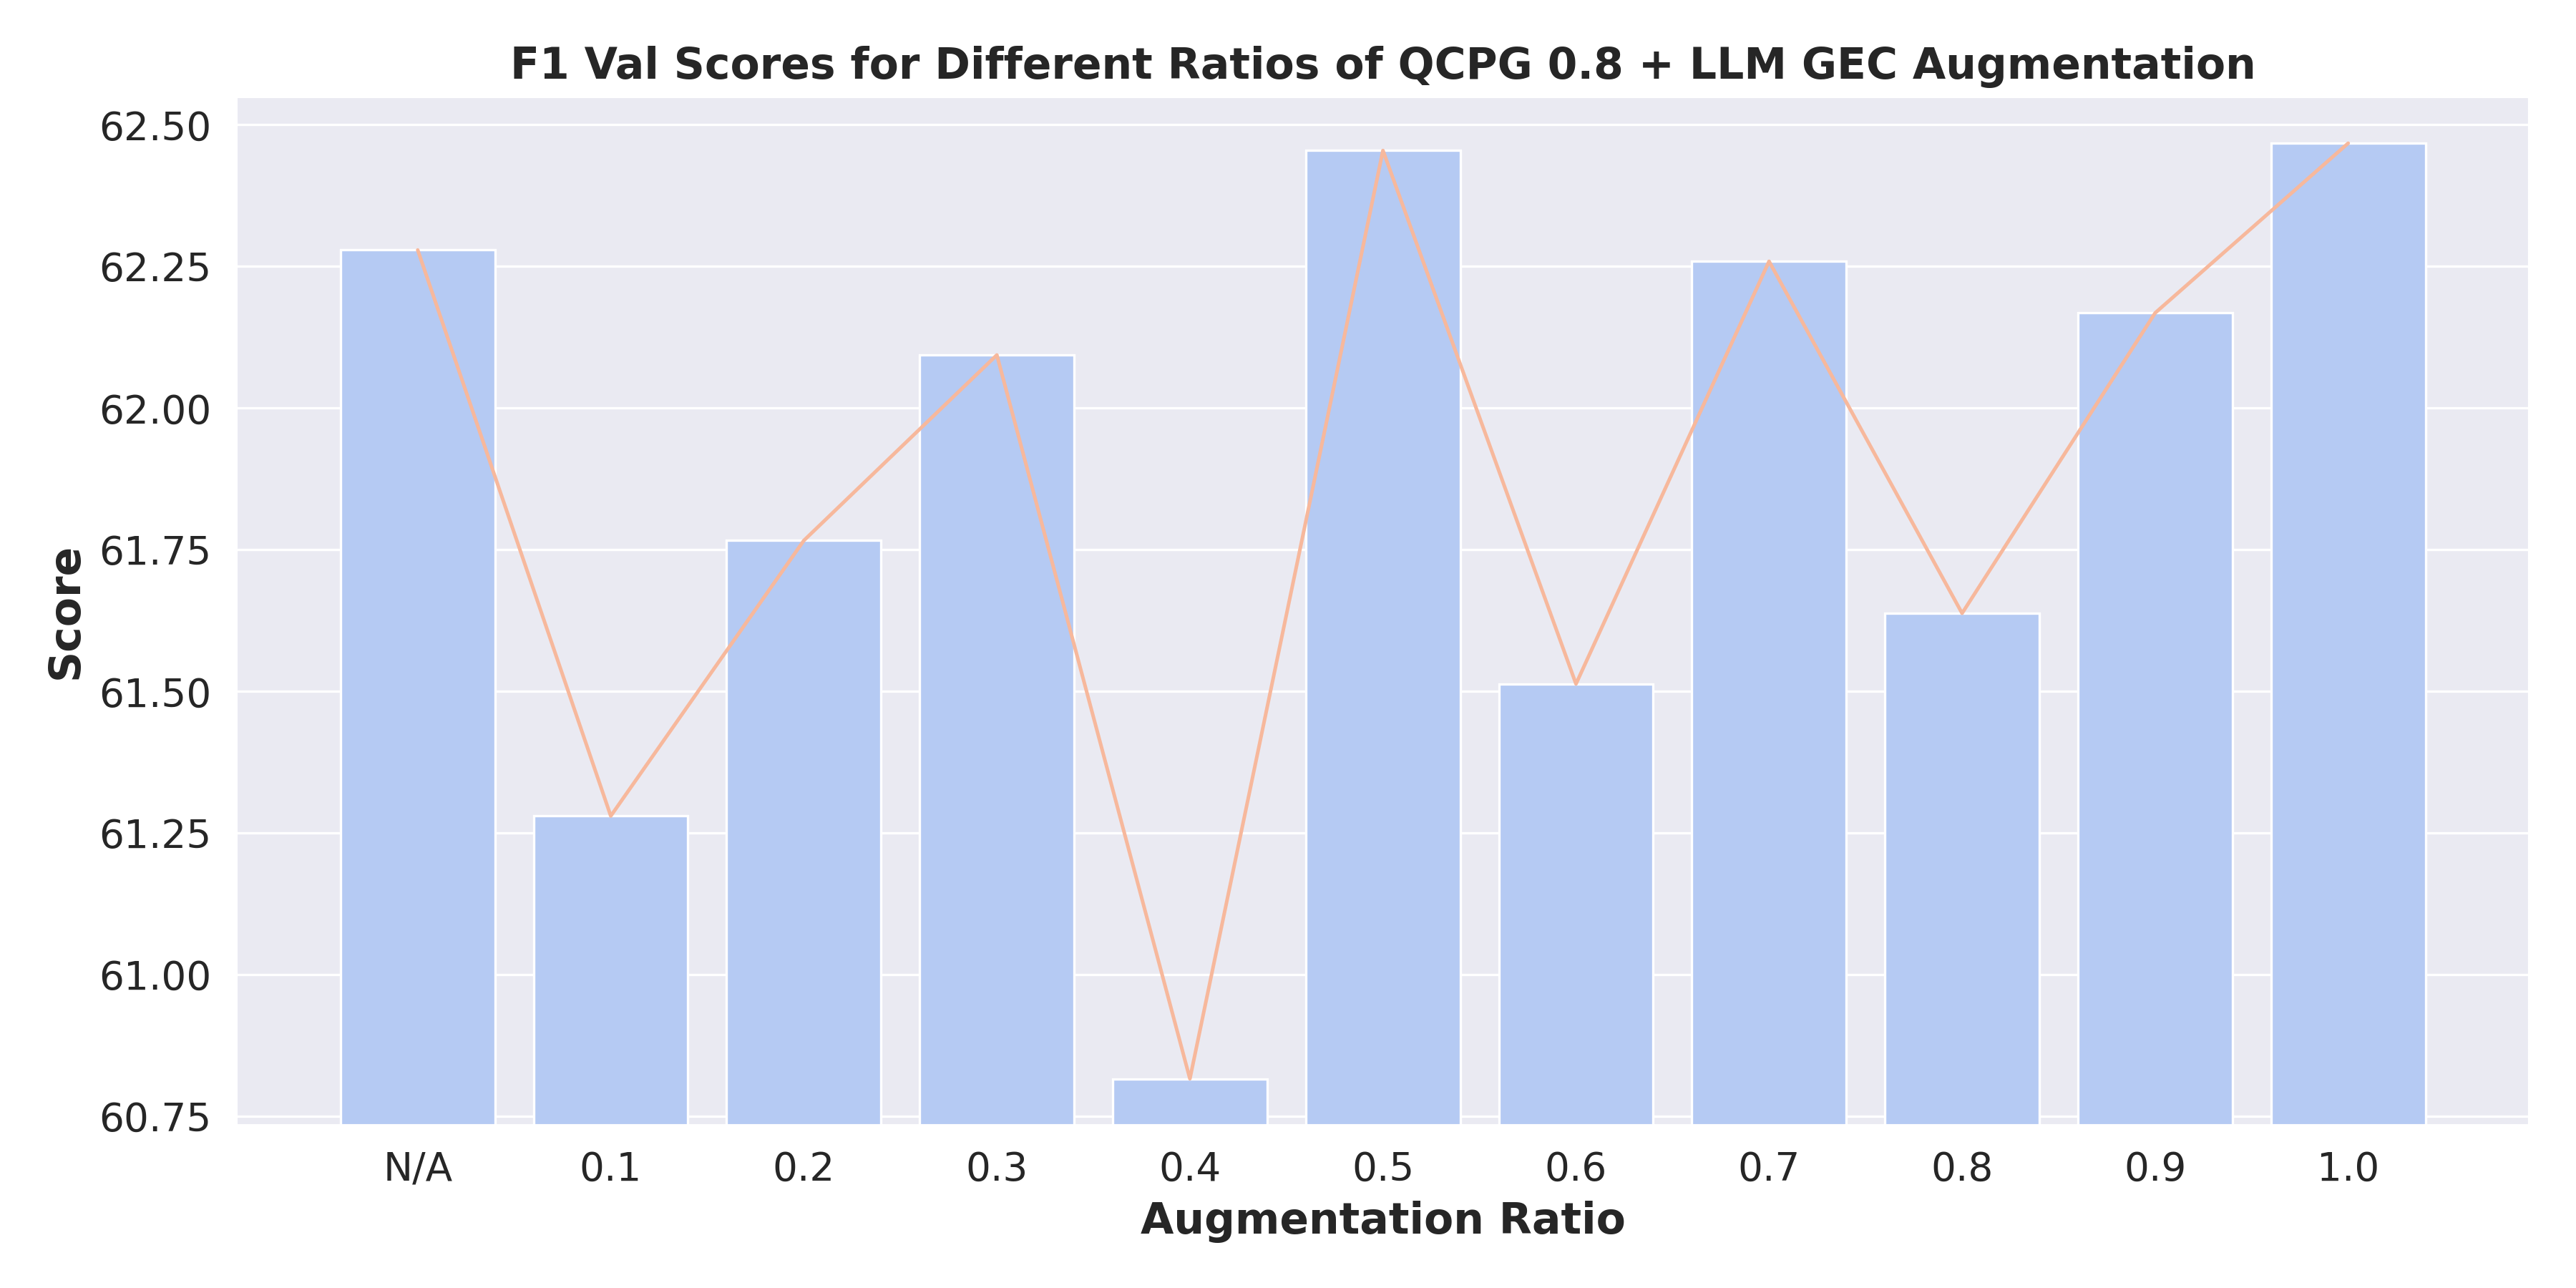 F1 Val Scores for Different Ratios of QCPG 0.8 + LLM GEC Augmentation
62.50
62.25
62.00
61.75
61.50
61.25
61.00
60.75
Score
N/A 0.1 0.2 0.3 0.4 0.5 0.6 0.7 0.8 0.9 1.0
Augmentation Ratio